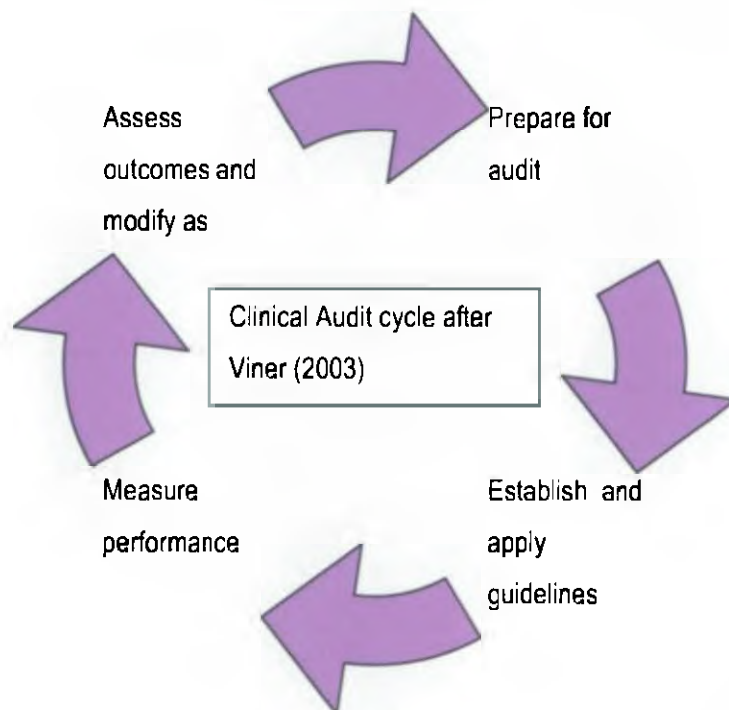 Assess
outcomes and
modify as
Prepare for
audit
Clinical Audit cycle after
Viner (2003)
Measure
performance
Establish and
apply
guidelines